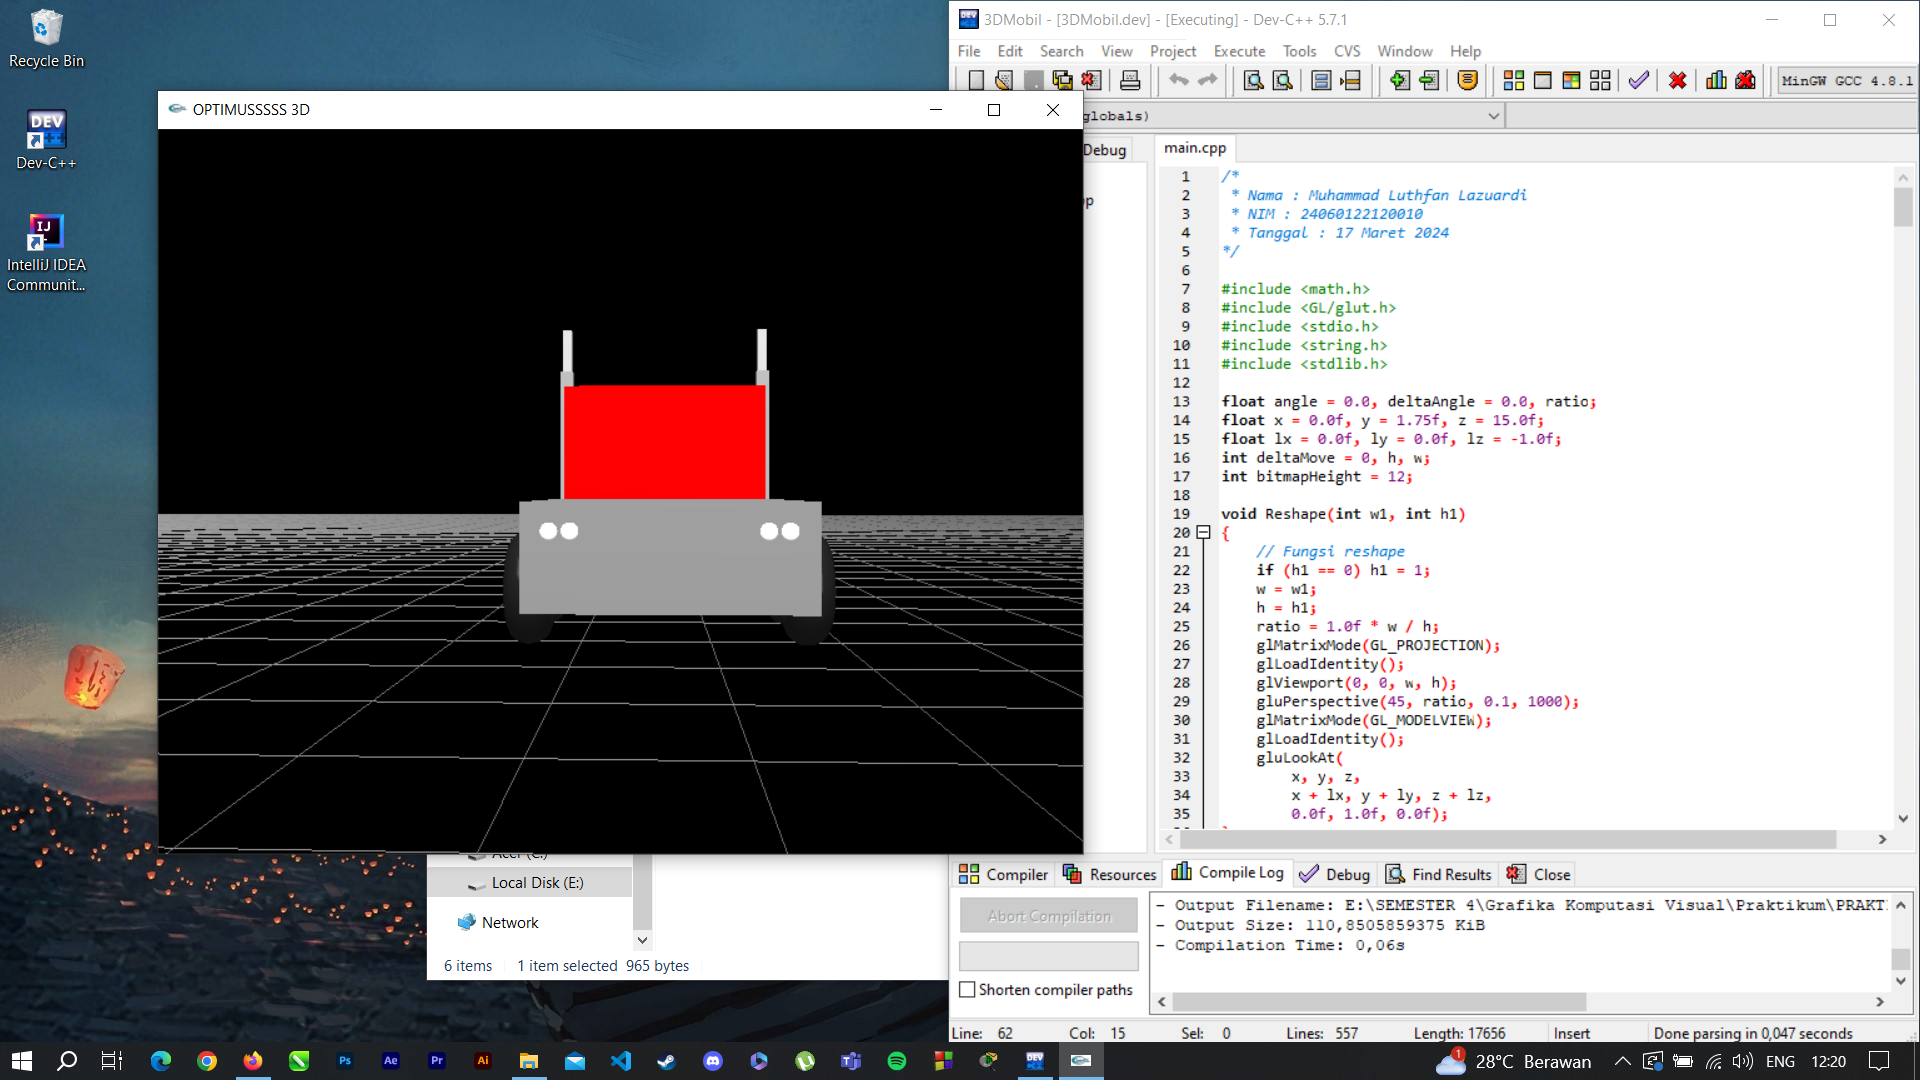 Recycle Bin
Dev-C++
IntelliJ IDEA
Communit...
OPTIMUSSSSS 3D
3DMobil - [3DMobil.dev] - [Executing] - Dev-C++ 5.7.1
File Edit Search View Project Execute Tools CVS Window Help
MinGW GCC 4.8.1
globals)
Debug
main.cpp
1 /*
2 * Nama : Muhammad Luthfan Lazuardi
3 * NIM : 24060122120010
4 * Tanggal : 17 Maret 2024
5 */
6
7 #include <math.h>
8 #include <GL/glut.h>
9 #include <stdio.h>
10 #include <string.h>
11 #include <stdlib.h>
12
13 float angle = 0.0, deltaAngle = 0.0, ratio;
14 float x = 0.0f, y = 1.75f, z = 15.0f;
15 float lx = 0.0f, ly = 0.0f, lz = -1.0f;
16 int deltaMove = 0, h, w;
17 int bitmapHeight = 12;
18
19 void Reshape(int w1, int h1)
20 {
21 // Fungsi reshape
22 if (h1 == 0) h1 = 1;
23 w = w1;
24 h = h1;
25 ratio = 1.0f * w / h;
26 glMatrixMode(GL_PROJECTION);
27 glLoadIdentity();
28 glViewport(0, 0, w, h);
29 gluPerspective(45, ratio, 0.1, 1000);
30 glMatrixMode(GL_MODELVIEW);
31 glLoadIdentity();
32 gluLookAt(
33 x, y, z,
34 x + lx, y + ly, z + lz,
35 0.0f, 1.0f, 0.0f);
Acer (C:)
Local Disk (E:)
Network
6 items 1 item selected 965 bytes
Compiler Resources Compile Log Debug Find Results Close
Abort Compilation
Shorten compiler paths
- Output Filename: E:\SEMESTER 4\Grafika Komputasi Visual\Praktikum\PRAKT
- Output Size: 110,8505859375 KiB
- Compilation Time: 0,06s
Line: 62 Col: 15 Sel: 0 Lines: 557 Length: 17656 Insert Done parsing in 0,047 seconds
1 28°C Berawan ENG 12:20